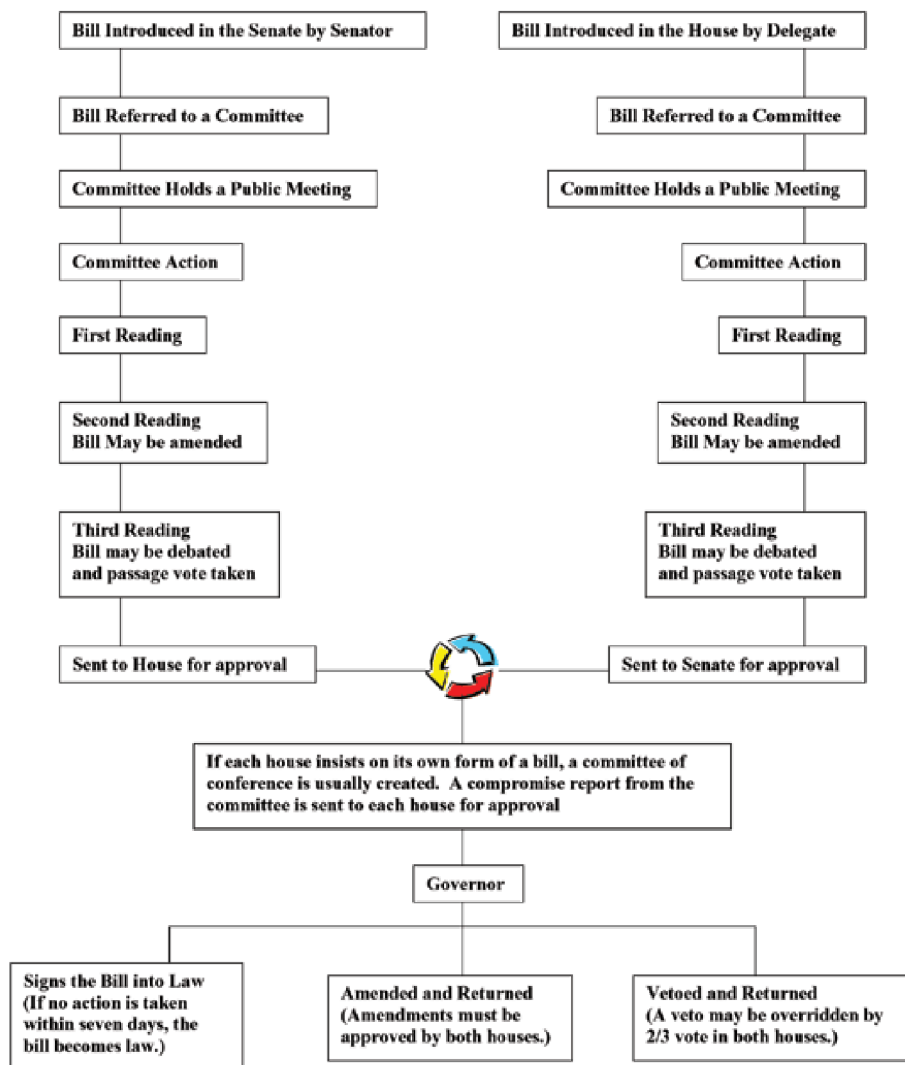 Bill Introduced in the Senate by Senator
Bill Introduced in the House by Delegate
Bill Referred to a Committee
Bill Referred to a Committee
Committee Holds a Public Meeting
Committee Holds a Public Meeting
Committee Action
Committee Action
First Reading
First Reading
Second Reading
Bill May be amended
Second Reading
Bill May be amended
Third Reading
Bill may be debated
and passage vote taken
Third Reading
Bill may be debated
and passage vote taken
Sent to House for approval
Sent to Senate for approval
If each house insists on its own form of a bill, a committee of
conference is usually created.  A compromise report from the
committee is sent to each house for approval
Governor
Signs the Bill into Law
(If no action is taken
within seven days, the
bill becomes law.)
Amended and Returned
(Amendments must be
approved by both houses.)
Vetoed and Returned
(A veto may be overridden by
2/3 vote in both houses.)